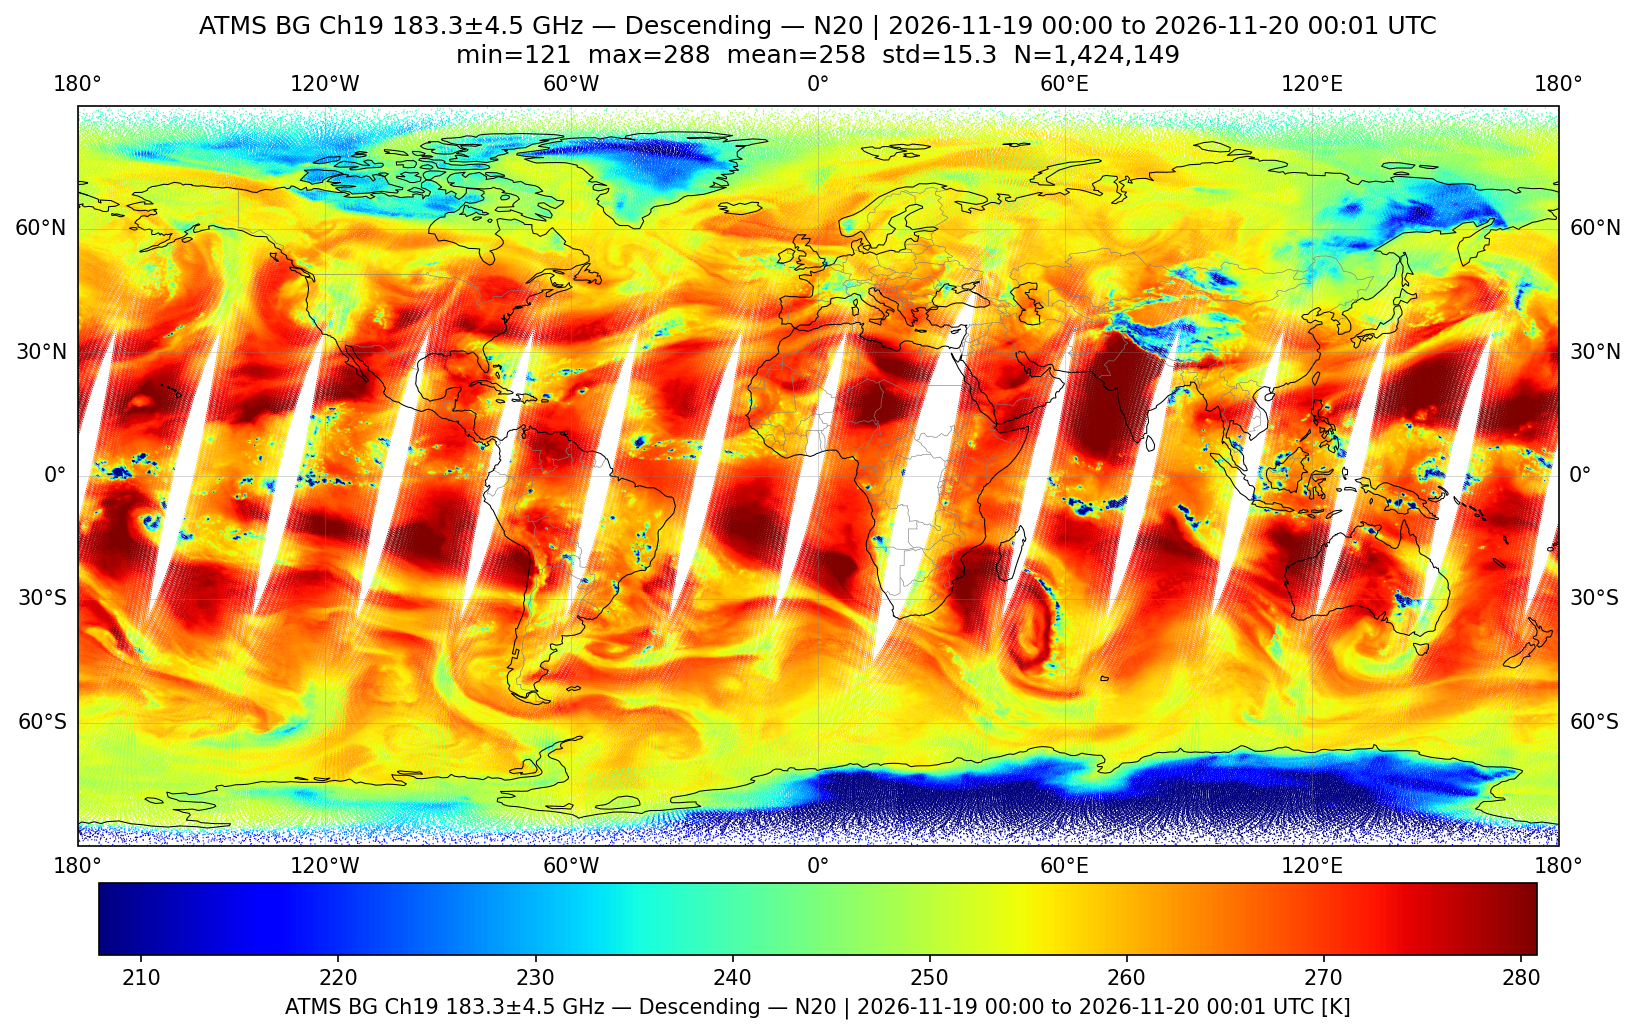 ATMS BG Ch19 183.3±4.5 GHz — Descending — N20 | 2026-11-19 00:00 to 2026-11-20 00:01 UTC
min=121 max=288 mean=258 std=15.3 N=1,424,149
180° 120°W 60°W 0° 60°E 120°E 180°
60°N 60°N
30°N 30°N
0° 0°
30°S 30°S
60°S 60°S
180° 120°W 60°W 0° 60°E 120°E 180°
210 220 230 240 250 260 270 280
ATMS BG Ch19 183.3±4.5 GHz — Descending — N20 | 2026-11-19 00:00 to 2026-11-20 00:01 UTC [K]